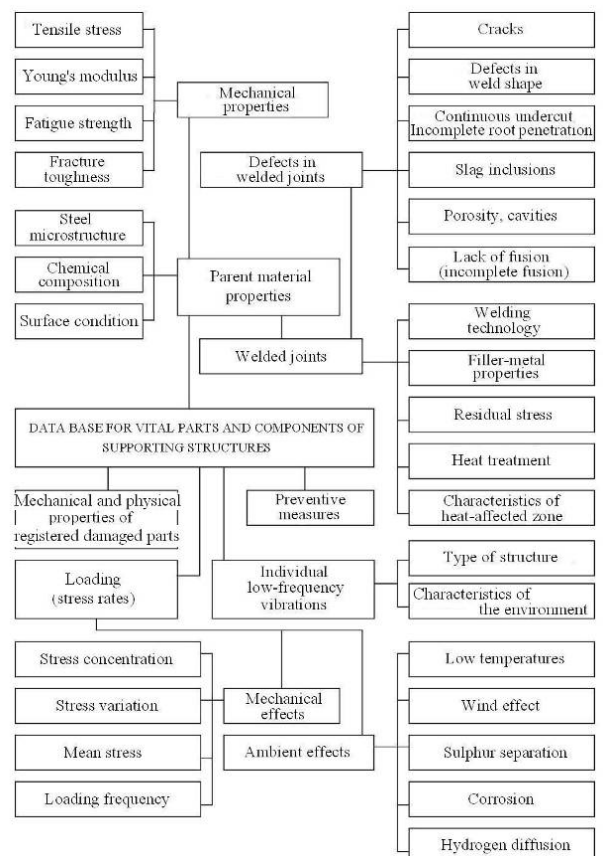 Tensile stress
Young's modulus
Fatigue strength
Fracture
toughness
Mechanical
properties
Steel
microstructure
Chemical
composition
Surface condition
Parent material
properties
Defects in
welded joints
Welded joints
Cracks
Defects in
weld shape
Continuous undercut
Incomplete root penetration
Slag inclusions
Porosity, cavities
Lack of fusion
(incomplete fusion)
Welding
technology
Filler-metal
properties
Residual stress
Heat treatment
Characteristics of
heat-affected zone
DATA BASE FOR VITAL PARTS AND COMPONENTS OF
SUPPORTING STRUCTURES
Mechanical and physical
properties of
registered damaged parts
Preventive
measures
Loading
(stress rates)
Individual
low-frequency
vibrations
Type of structure
Characteristics of
the environment
Stress concentration
Stress variation
Mean stress
Loading frequency
Mechanical
effects
Ambient effects
Low temperatures
Wind effect
Sulphur separation
Corrosion
Hydrogen diffusion